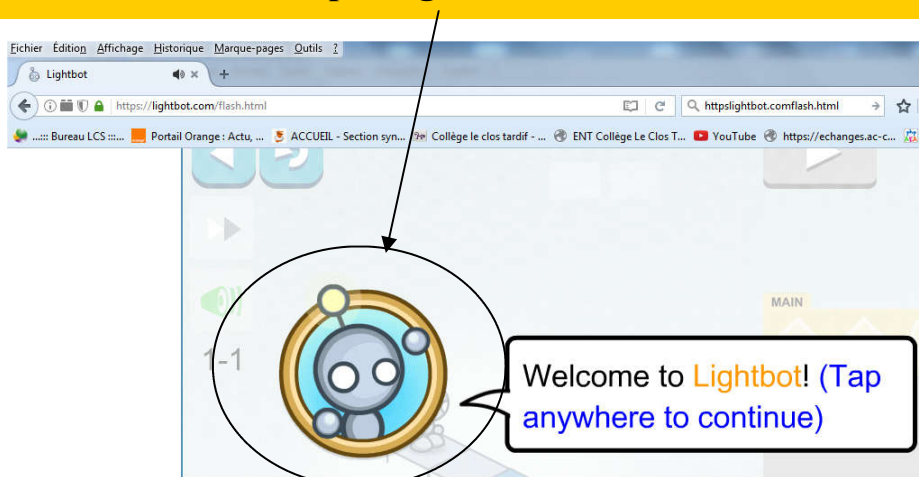 Fichier Édition Affichage Historique Marque-pages Outils ?
Lightbot
https://lightbot.com/flash.html
httpslightbot.comflash.html
...::: Bureau LCS :::... Portail Orange : Actu, ... ACCUEIL - Section syn... Collège le clos tardif - ... ENT Collège Le Clos T... YouTube https://echanges.ac-c...
MAIN
1-1
Welcome to Lightbot! (Tap
anywhere to continue)